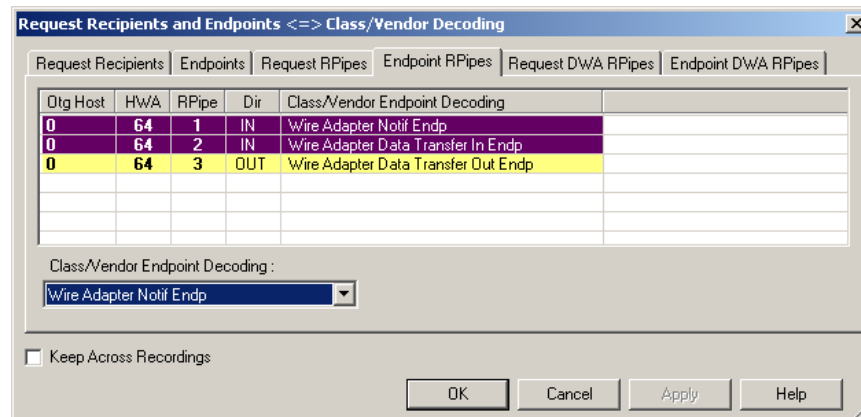 Request Recipients and Endpoints <=> Class/Vendor Decoding
Request Recipients Endpoints Request RPipes Endpoint RPipes Request DWA RPipes Endpoint DWA RPipes
Otg Host HWA RPipe Dir Class/Vendor Endpoint Decoding
0 64 1 IN Wire Adapter Notif Endp
0 64 2 IN Wire Adapter Data Transfer In Endp
0 64 3 OUT Wire Adapter Data Transfer Out Endp
Class/Vendor Endpoint Decoding :
Wire Adapter Notif Endp
Keep Across Recordings
OK Cancel Apply Help